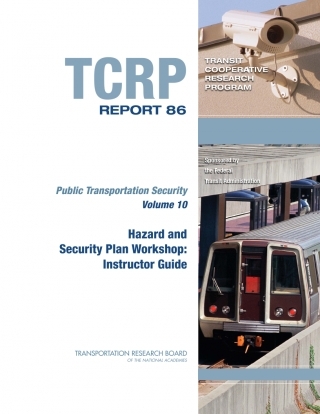 TCRP
REPORT 86
TRANSIT
COOPERATIVE
RESEARCH
PROGRAM
Sponsored by
the Federal
Transit Administration
Public Transportation Security
Volume 10
Hazard and
Security Plan Workshop:
Instructor Guide
TRANSPORTATION RESEARCH BOARD
OF THE NATIONAL ACADEMIES